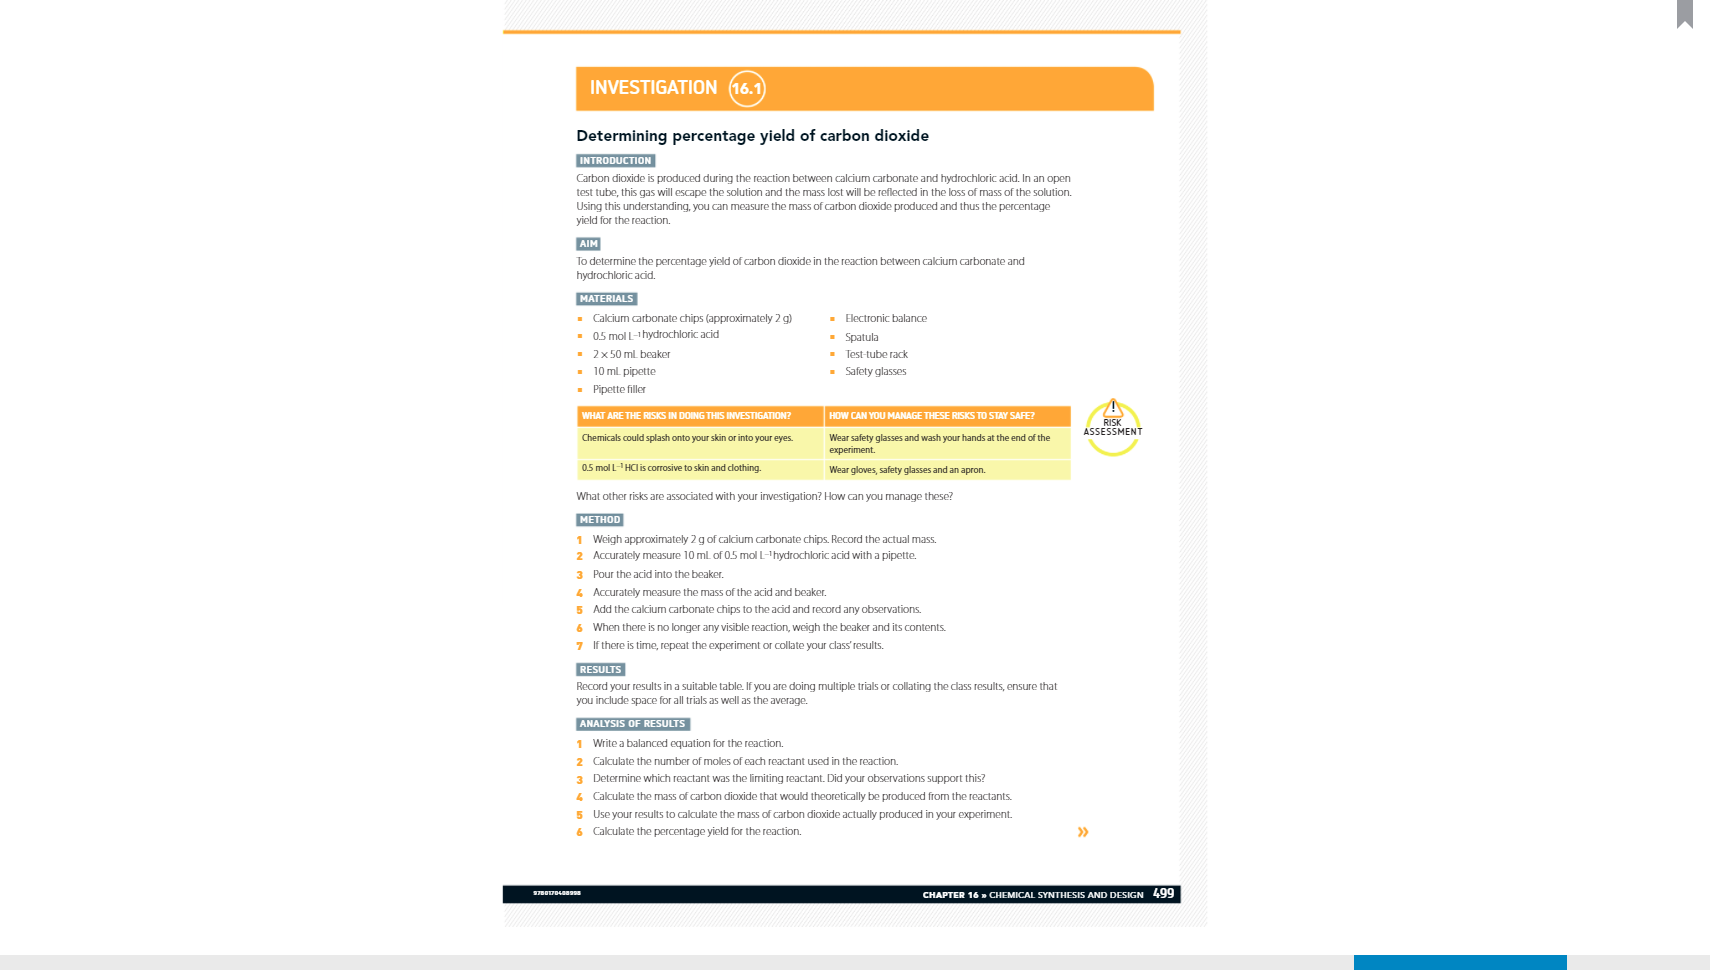 INVESTIGATION 16.1
Determining percentage yield of carbon dioxide
INTRODUCTION
Carbon dioxide is produced during the reaction between calcium carbonate and hydrochloric acid. In an open
test tube, this gas will escape the solution and the mass lost will be reflected in the loss of mass of the solution.
Using this understanding, you can measure the mass of carbon dioxide produced and thus the percentage
yield for the reaction.
AIM
To determine the percentage yield of carbon dioxide in the reaction between calcium carbonate and
hydrochloric acid.
MATERIALS
▪ Calcium carbonate chips (approximately 2 g)
▪ 0.5 mol L⁻¹ hydrochloric acid
▪ 2 × 50 mL beaker
▪ 10 mL pipette
▪ Pipette filler
▪ Electronic balance
▪ Spatula
▪ Test-tube rack
▪ Safety glasses
WHAT ARE THE RISKS IN DOING THIS INVESTIGATION?
HOW CAN YOU MANAGE THESE RISKS TO STAY SAFE?
Chemicals could splash onto your skin or into your eyes.
Wear safety glasses and wash your hands at the end of the
experiment.
0.5 mol L⁻¹ HCl is corrosive to skin and clothing.
Wear gloves, safety glasses and an apron.
!
RISK
ASSESSMENT
What other risks are associated with your investigation? How can you manage these?
METHOD
1 Weigh approximately 2 g of calcium carbonate chips. Record the actual mass.
2 Accurately measure 10 mL of 0.5 mol L⁻¹ hydrochloric acid with a pipette.
3 Pour the acid into the beaker.
4 Accurately measure the mass of the acid and beaker.
5 Add the calcium carbonate chips to the acid and record any observations.
6 When there is no longer any visible reaction, weigh the beaker and its contents.
7 If there is time, repeat the experiment or collate your class' results.
RESULTS
Record your results in a suitable table. If you are doing multiple trials or collating the class results, ensure that
you include space for all trials as well as the average.
ANALYSIS OF RESULTS
1 Write a balanced equation for the reaction.
2 Calculate the number of moles of each reactant used in the reaction.
3 Determine which reactant was the limiting reactant. Did your observations support this?
4 Calculate the mass of carbon dioxide that would theoretically be produced from the reactants.
5 Use your results to calculate the mass of carbon dioxide actually produced in your experiment.
6 Calculate the percentage yield for the reaction.
»
9780170408998
CHAPTER 16 » CHEMICAL SYNTHESIS AND DESIGN 499